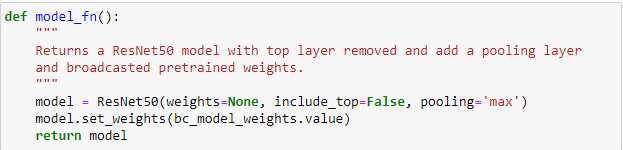 def model_fn():
    """
    Returns a ResNet50 model with top layer removed and add a pooling layer
    and broadcasted pretrained weights.
    """
    model = ResNet50(weights=None, include_top=False, pooling='max')
    model.set_weights(bc_model_weights.value)
    return model